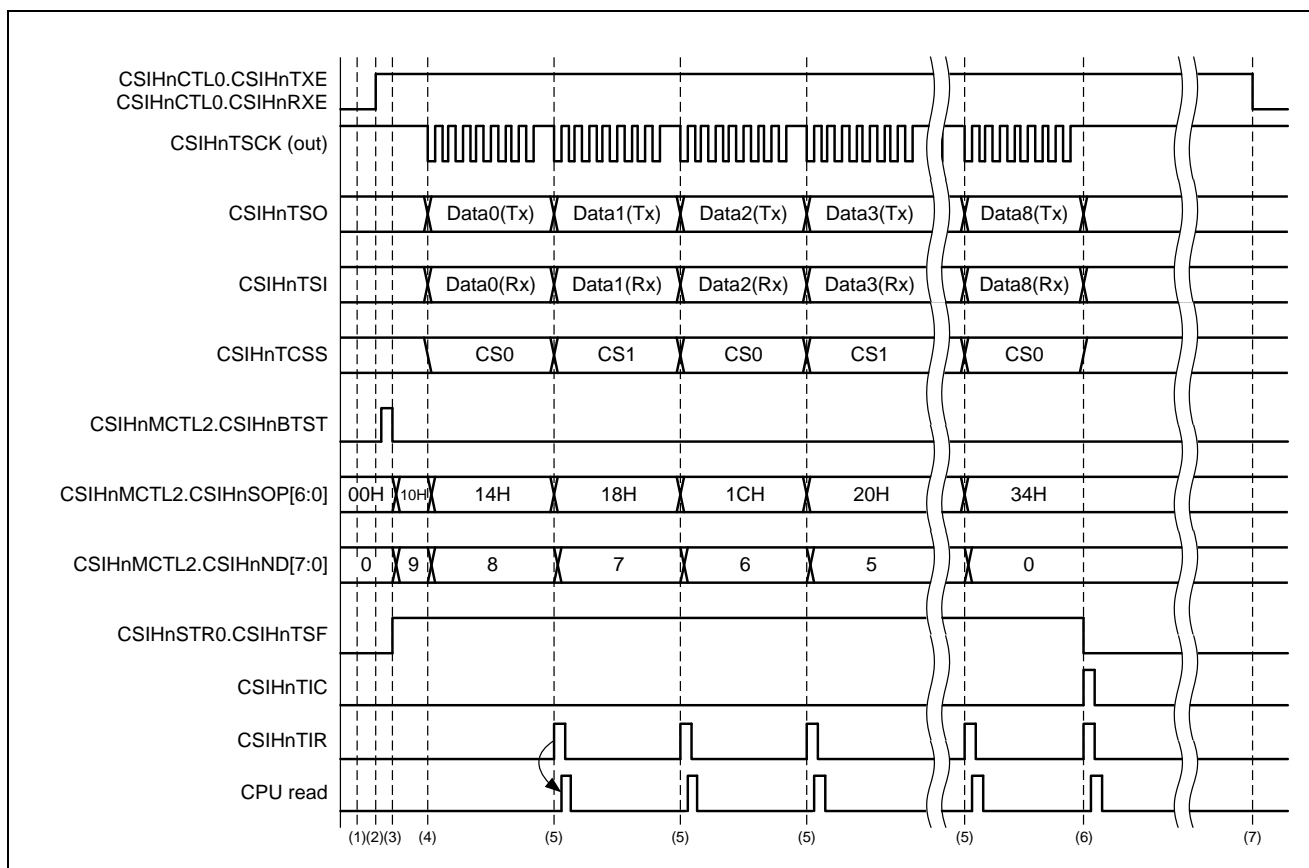 CSIHnCTL0.CSIHnTXE
CSIHnCTL0.CSIHnRXE
CSIHnTSCK (out)
CSIHnTSO
Data0(Tx) Data1(Tx) Data2(Tx) Data3(Tx) Data8(Tx)
CSIHnTSI
Data0(Rx) Data1(Rx) Data2(Rx) Data3(Rx) Data8(Rx)
CSIHnTCSS
CS0 CS1 CS0 CS1 CS0
CSIHnMCTL2.CSIHnBTST
CSIHnMCTL2.CSIHnSOP[6:0]
00H 10H 14H 18H 1CH 20H 34H
CSIHnMCTL2.CSIHnND[7:0]
0 9 8 7 6 5 0
CSIHnSTR0.CSIHnTSF
CSIHnTIC
CSIHnTIR
CPU read
(1) (2) (3) (4) (5) (5) (5) (5) (6) (7)